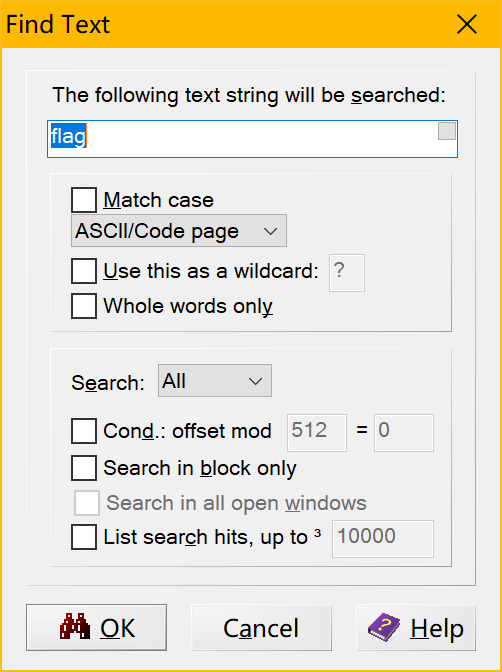 Find Text
The following text string will be searched:
flag
Match case
ASCII/Code page
Use this as a wildcard: ?
Whole words only
Search: All
Cond.: offset mod 512 = 0
Search in block only
Search in all open windows
List search hits, up to ³ 10000
OK Cancel Help